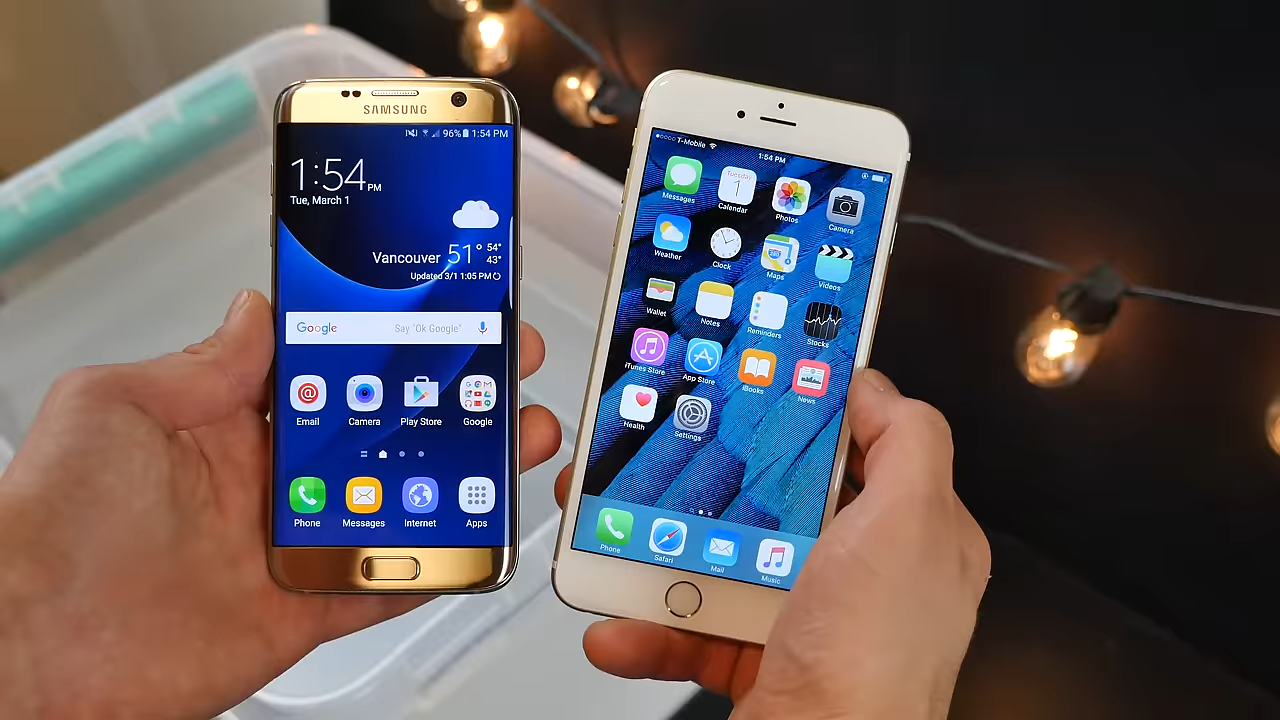 SAMSUNG
96% 1:54 PM
1:54 PM
Tue, March 1
Vancouver 51° 54°
43°
Updated 3/1 1:05 PM
Google Say "Ok Google"
Email Camera Play Store Google
Phone Messages Internet Apps
T-Mobile 1:54 PM
Tuesday
1
Messages Calendar Photos Camera
Weather Clock Maps Videos
280
Wallet Notes Reminders Stocks
iTunes Store App Store iBooks News
Health Settings
Phone Safari Mail Music